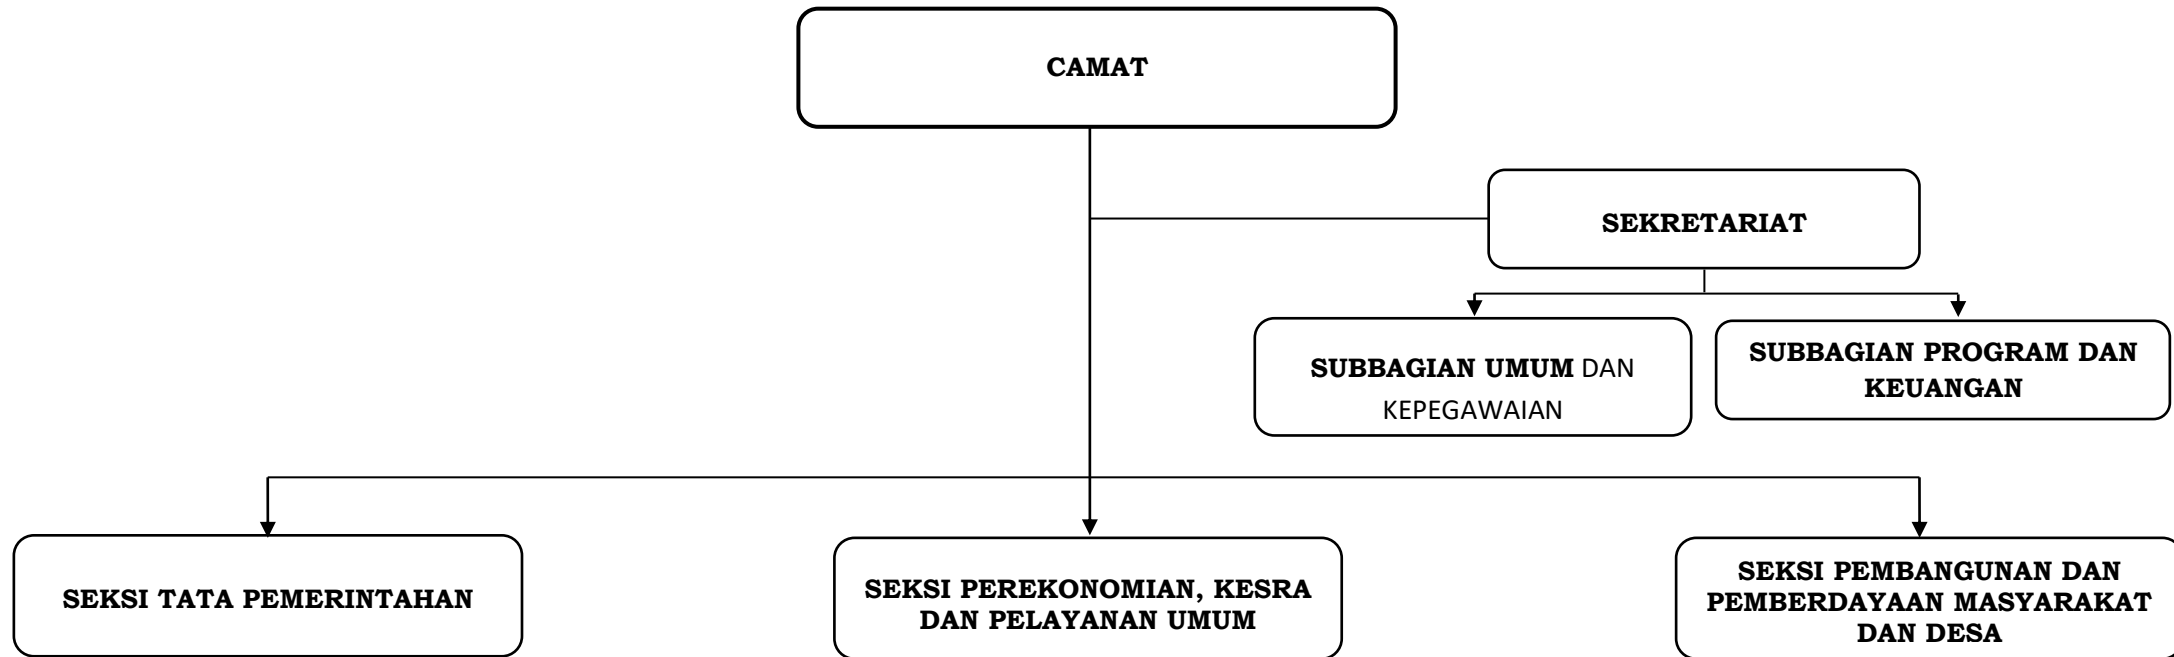 CAMAT
SEKRETARIAT
SUBBAGIAN UMUM DAN
KEPEGAWAIAN
SUBBAGIAN PROGRAM DAN
KEUANGAN
SEKSI TATA PEMERINTAHAN
SEKSI PEREKONOMIAN, KESRA
DAN PELAYANAN UMUM
SEKSI PEMBANGUNAN DAN
PEMBERDAYAAN MASYARAKAT
DAN DESA